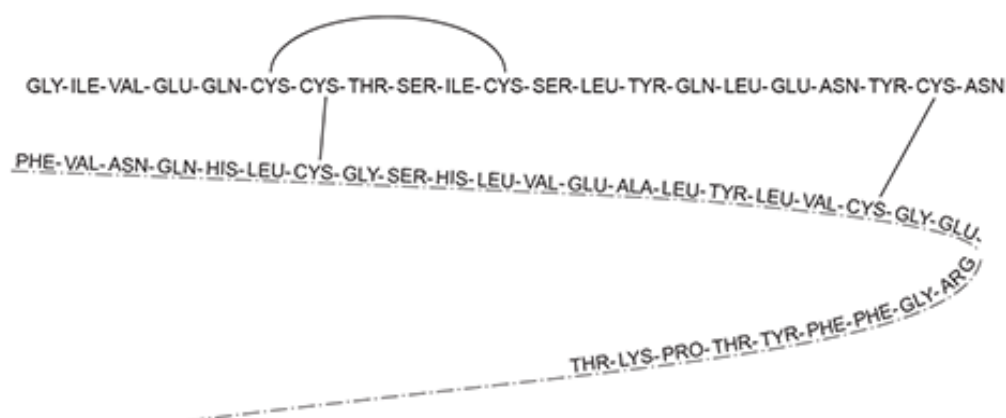 GLY-ILE-VAL-GLU-GLN-CYS-CYS-THR-SER-ILE-CYS-SER-LEU-TYR-GLN-LEU-GLU-ASN-TYR-CYS-ASN
PHE-VAL-ASN-GLN-HIS-LEU-CYS-GLY-SER-HIS-LEU-VAL-GLU-ALA-LEU-TYR-LEU-VAL-CYS-GLY-GLU-
THR-LYS-PRO-THR-TYR-PHE-PHE-GLY-ARG